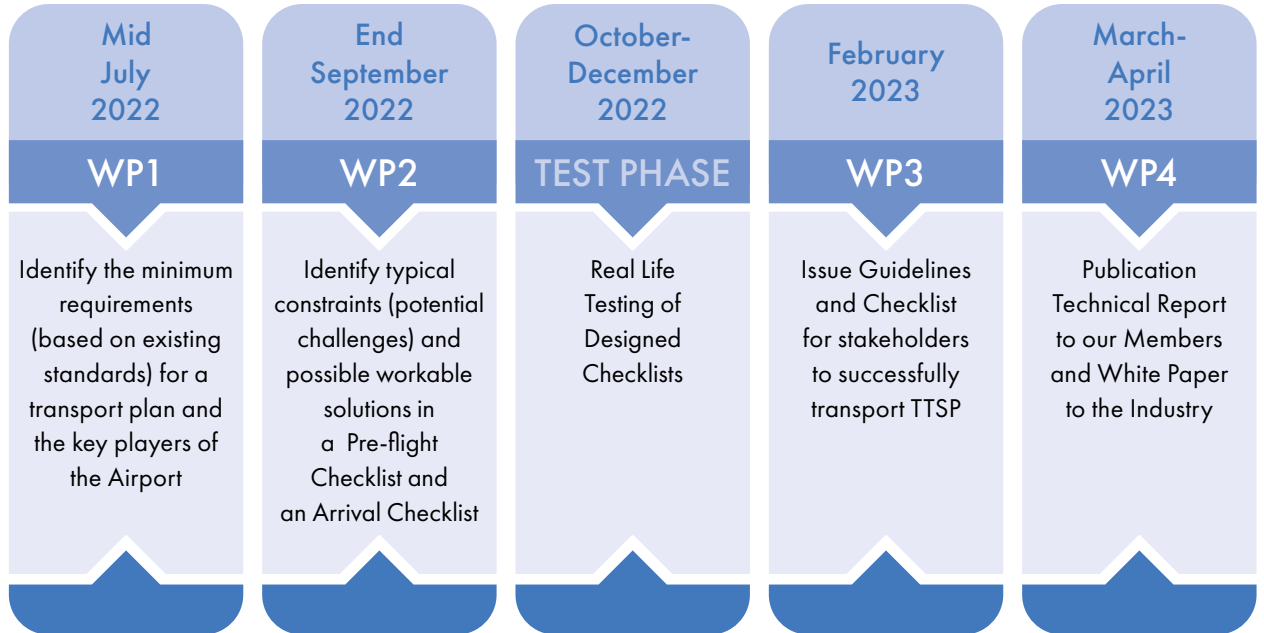 Mid
July
2022
WP1
Identify the minimum
requirements
(based on existing
standards) for a
transport plan and
the key players of
the Airport
End
September
2022
WP2
Identify typical
constraints (potential
challenges) and
possible workable
solutions in
a Pre-flight
Checklist and
an Arrival Checklist
October-
December
2022
TEST PHASE
Real Life
Testing of
Designed
Checklists
February
2023
WP3
Issue Guidelines
and Checklist
for stakeholders
to successfully
transport TTSP
March-
April
2023
WP4
Publication
Technical Report
to our Members
and White Paper
to the Industry